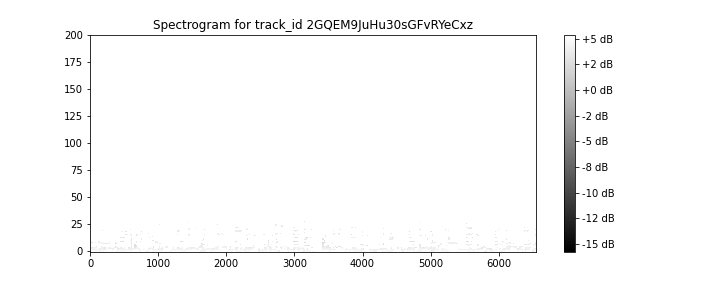 Spectrogram for track_id 2GQEM9JuHu30sGFvRYeCxz
200
175
150
125
100
75
50
25
0
0 1000 2000 3000 4000 5000 6000
+5 dB
+2 dB
+0 dB
-2 dB
-5 dB
-8 dB
-10 dB
-12 dB
-15 dB